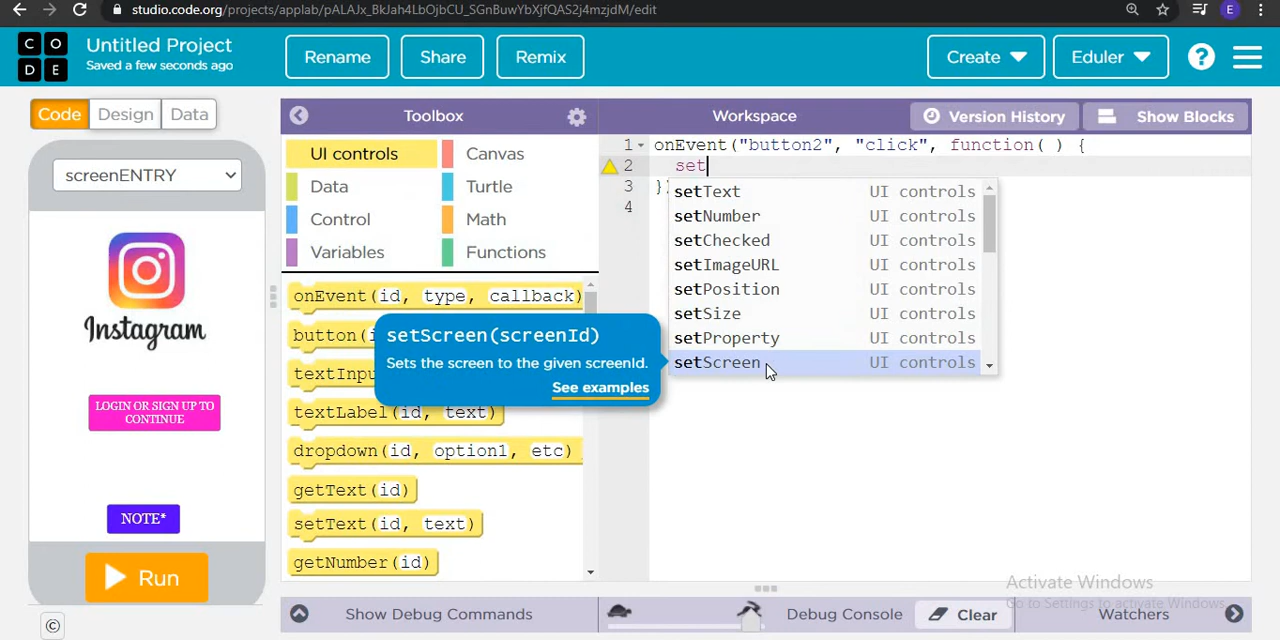 studio.code.org/projects/applab/pALAJx_BkJah4LbOjbCU_SGnBuwYbXjfQAS2j4mzjdM/edit
E
CODE
Untitled Project
Saved a few seconds ago
Rename
Share
Remix
Create
Eduler
?
Code
Design
Data
Toolbox
Workspace
Version History
Show Blocks
screenENTRY
Instagram
LOGIN OR SIGN UP TO
CONTINUE
NOTE*
Run
UI controls
Canvas
Data
Turtle
Control
Math
Variables
Functions
onEvent(id, type, callback)
button(i
textInpu
textLabel(id, text)
dropdown(id, option1, etc)
getText(id)
setText(id, text)
getNumber(id)
setScreen(screenId)
Sets the screen to the given screenId.
See examples
1 onEvent("button2", "click", function( ) {
2 set
3 }
4
setText UI controls
setNumber UI controls
setChecked UI controls
setImageURL UI controls
setPosition UI controls
setSize UI controls
setProperty UI controls
setScreen UI controls
Activate Windows
Go to Settings to activate Windows.
Show Debug Commands
Debug Console
Clear
Watchers
©